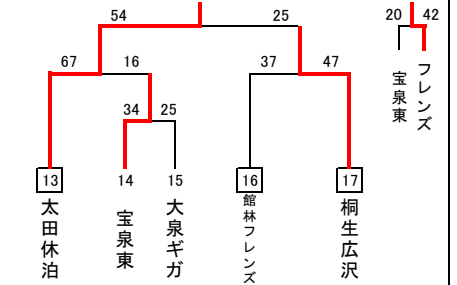 54 25 20 42
67 16 37 47
34 25
宝泉東 フレンズ
13 14 15 16 17
太田休泊 宝泉東 大泉ギガ 館林フレンズ 桐生広沢